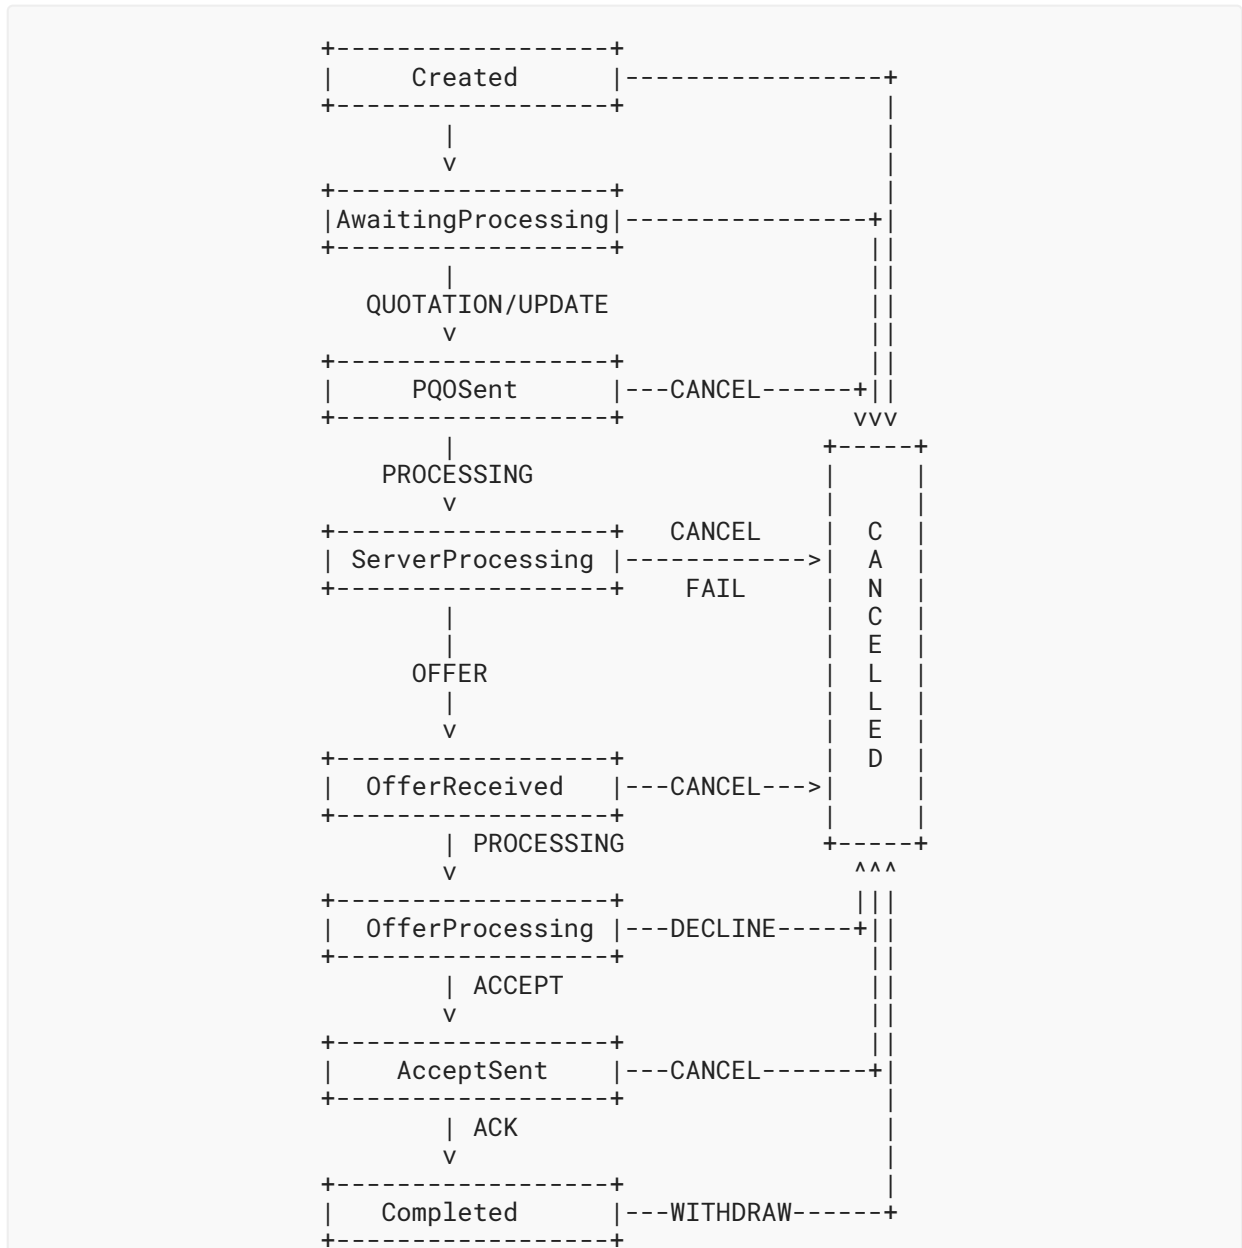 +------------------+
|     Created      |-----------------+
+------------------+                 |
        |                            |
        v                            |
+------------------+                 |
|AwaitingProcessing|----------------+|
+------------------+                ||
        |                           ||
  QUOTATION/UPDATE                  ||
        v                           ||
+------------------+                ||
|     PQOSent      |---CANCEL------+||
+------------------+               vvv
        |                        +-----+
   PROCESSING                    |     |
        v                        |     |
+------------------+   CANCEL    |  C  |
| ServerProcessing |------------>|  A  |
+------------------+    FAIL     |  N  |
        |                        |  C  |
        |                        |  E  |
     OFFER                       |  L  |
        |                        |  L  |
        v                        |  E  |
+------------------+             |  D  |
|  OfferReceived   |---CANCEL--->|     |
+------------------+             |     |
        | PROCESSING             +-----+
        v                          ^^^
+------------------+               |||
|  OfferProcessing |---DECLINE-----+||
+------------------+                ||
        | ACCEPT                    ||
        v                           ||
+------------------+                ||
|    AcceptSent    |---CANCEL-------+|
+------------------+                 |
        | ACK                        |
        v                            |
+------------------+                 |
|   Completed      |---WITHDRAW------+
+------------------+